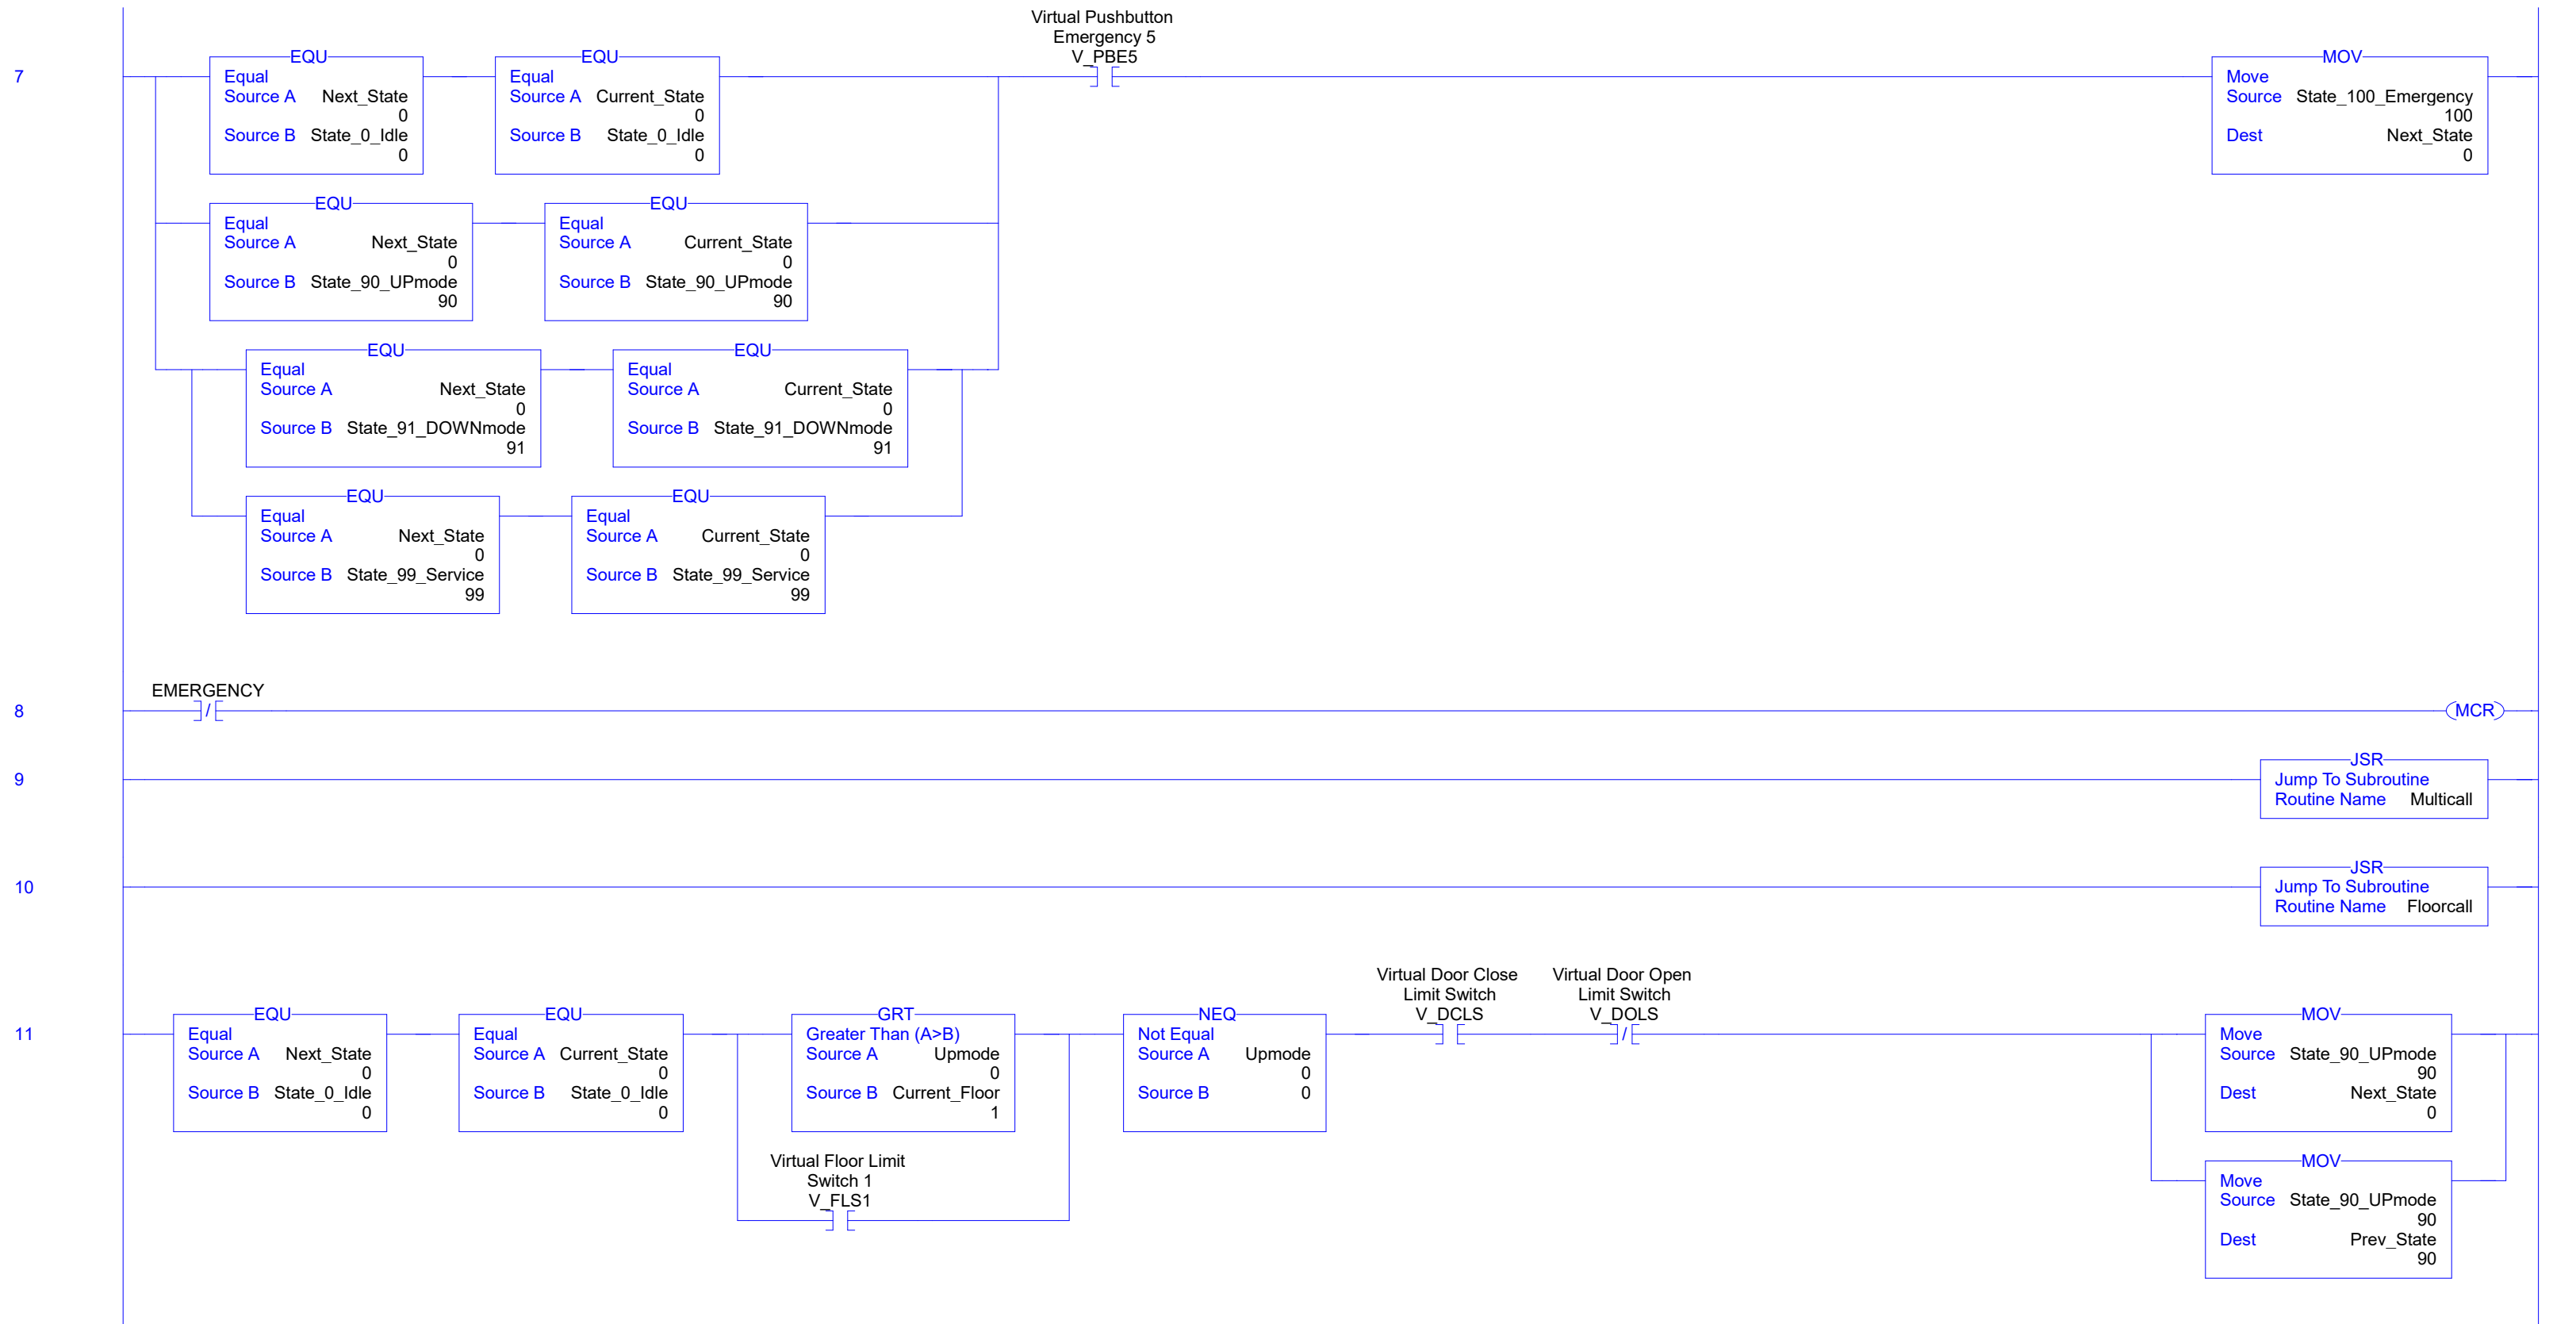 Virtual Pushbutton
Emergency 5
V_PBE5
7
EQU
Equal
Source A Next_State
0
Source B State_0_Idle
0
EQU
Equal
Source A Current_State
0
Source B State_0_Idle
0
MOV
Move
Source State_100_Emergency
100
Dest Next_State
0
EQU
Equal
Source A Next_State
0
Source B State_90_UPmode
90
EQU
Equal
Source A Current_State
0
Source B State_90_UPmode
90
EQU
Equal
Source A Next_State
0
Source B State_91_DOWNmode
91
EQU
Equal
Source A Current_State
0
Source B State_91_DOWNmode
91
EQU
Equal
Source A Next_State
0
Source B State_99_Service
99
EQU
Equal
Source A Current_State
0
Source B State_99_Service
99
EMERGENCY
8
/
MCR
9
JSR
Jump To Subroutine
Routine Name Multicall
10
JSR
Jump To Subroutine
Routine Name Floorcall
11
EQU
Equal
Source A Next_State
0
Source B State_0_Idle
0
EQU
Equal
Source A Current_State
0
Source B State_0_Idle
0
GRT
Greater Than (A>B)
Source A Upmode
0
Source B Current_Floor
1
Virtual Floor Limit
Switch 1
V_FLS1
NEQ
Not Equal
Source A Upmode
0
Source B 0
Virtual Door Close
Limit Switch
V_DCLS
Virtual Door Open
Limit Switch
V_DOLS
/
MOV
Move
Source State_90_UPmode
90
Dest Next_State
0
MOV
Move
Source State_90_UPmode
90
Dest Prev_State
90